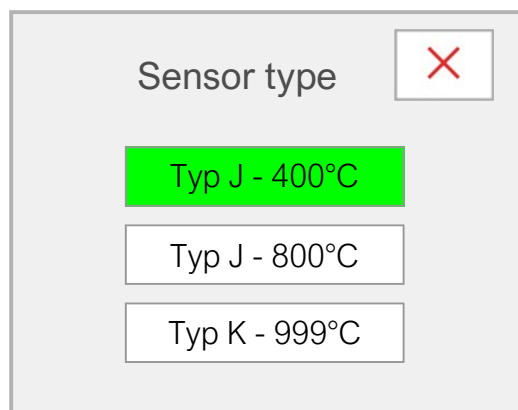 Sensor type
Typ J - 400°C
Typ J - 800°C
Typ K - 999°C